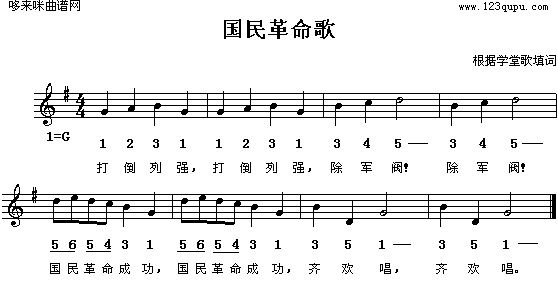 哆来咪曲谱网
www.123qupu.com
国民革命歌
根据学堂歌填词
4
4
1=G 1 2 3 1 1 2 3 1 3 4 5 — 3 4 5 —
打 倒 列 强，打 倒 列 强，除 军 阀！ 除 军 阀！
5 6 5 4 3 1 5 6 5 4 3 1 3 5 1 — 3 5 1 —
国 民 革 命 成 功，国 民 革 命 成 功，齐 欢 唱，齐 欢 唱。